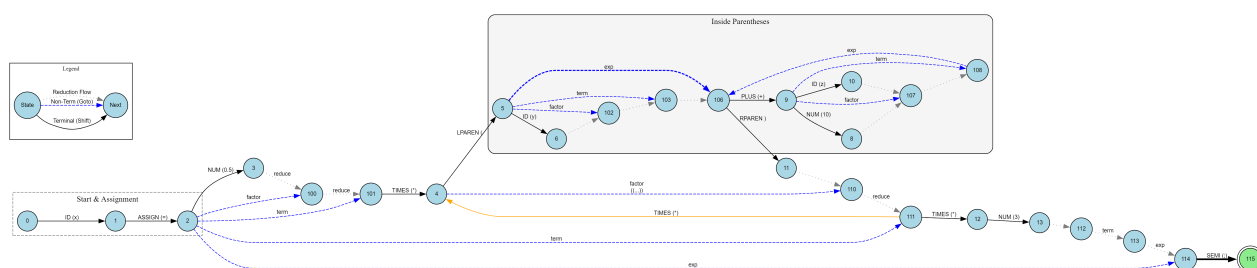 Inside Parentheses
Legend
Reduction Flow
Non-Term (Goto)
State
Next
Terminal (Shift)
exp
term
factor
ID (y)
5
6
102
103
106
PLUS (+)
9
exp
term
ID (z)
10
factor
NUM (10)
8
107
108
LPAREN (
RPAREN )
11
NUM (0.5)
3
reduce
100
reduce
101
TIMES (*)
4
factor
((...))
110
reduce
Start & Assignment
0
ID (x)
1
ASSIGN (=)
2
factor
term
TIMES (*)
111
TIMES (*)
12
NUM (3)
13
112
term
113
exp
term
exp
114
SEMI (;)
115